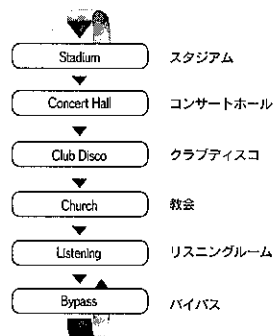 Stadium スタジアム
Concert Hall コンサートホール
Club Disco クラブディスコ
Church 教会
Listening リスニングルーム
Bypass バイパス